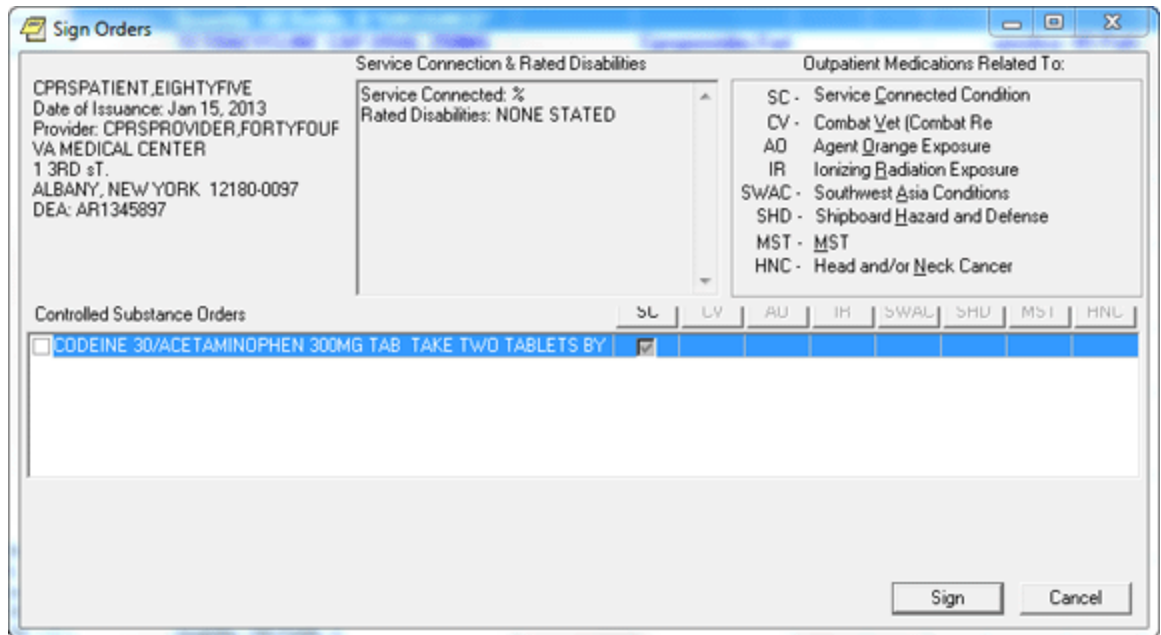 Sign Orders
CPRSPATIENT,EIGHTYFIVE
Date of Issuance: Jan 15, 2013
Provider: CPRSPROVIDER,FORTYFOUF
VA MEDICAL CENTER
1 3RD sT.
ALBANY, NEW YORK 12180-0097
DEA: AR1345897
Service Connection & Rated Disabilities
Service Connected: %
Rated Disabilities: NONE STATED
Outpatient Medications Related To:
SC - Service Connected Condition
CV - Combat Vet (Combat Re
AO Agent Orange Exposure
IR Ionizing Radiation Exposure
SWAC - Southwest Asia Conditions
SHD - Shipboard Hazard and Defense
MST - MST
HNC - Head and/or Neck Cancer
Controlled Substance Orders
SC CV AO IR SWAC SHD MST HNC
CODEINE 30/ACETAMINOPHEN 300MG TAB TAKE TWO TABLETS BY
Sign Cancel